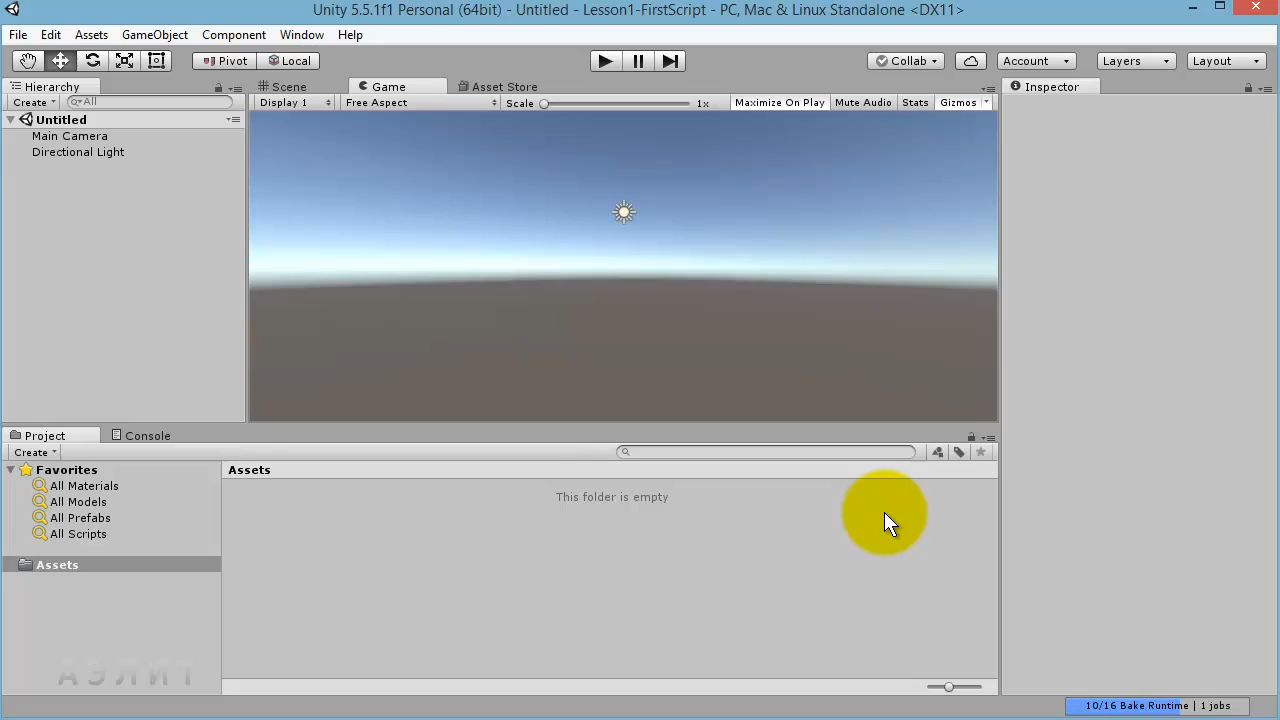 Unity 5.5.1f1 Personal (64bit) - Untitled - Lesson1-FirstScript - PC, Mac & Linux Standalone <DX11>
File Edit Assets GameObject Component Window Help
Pivot Local Collab Account Layers Layout
Hierarchy Scene Game Asset Store Inspector
Create All Display 1 Free Aspect Scale 1x Maximize On Play Mute Audio Stats Gizmos
Untitled
Main Camera
Directional Light
Project Console
Create
Favorites Assets
All Materials This folder is empty
All Models
All Prefabs
All Scripts
Assets
АЭЛИТ
10/16 Bake Runtime | 1 jobs